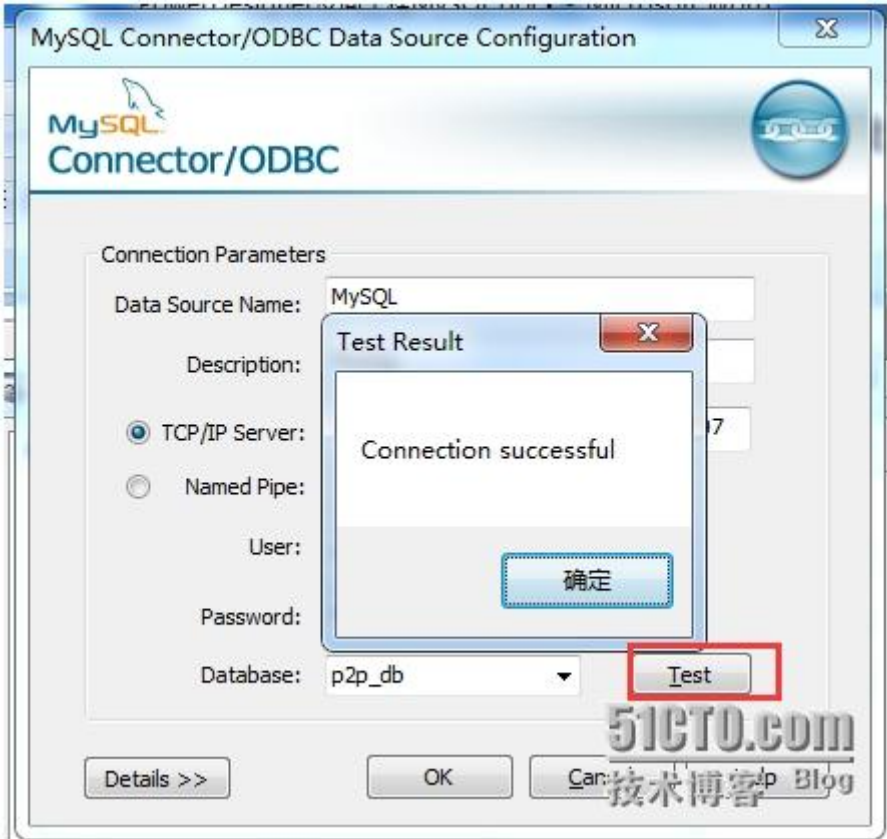 MySQL Connector/ODBC Data Source Configuration
MySQL
Connector/ODBC
Connection Parameters
Data Source Name: MySQL
Test Result
Description:
TCP/IP Server:
Connection successful
Named Pipe:
User:
确定
Password:
Database: p2p_db Test
51CTO.com
Details >> OK
技术博客 Blog